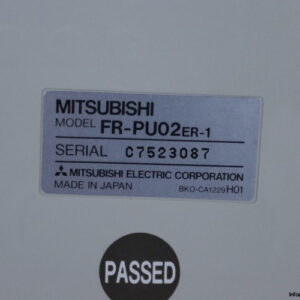 MITSUBISHI
MODEL FR-PU02ER-1
SERIAL C7523087
MITSUBISHI ELECTRIC CORPORATION
MADE IN JAPAN BKO-CA1229H01
PASSED